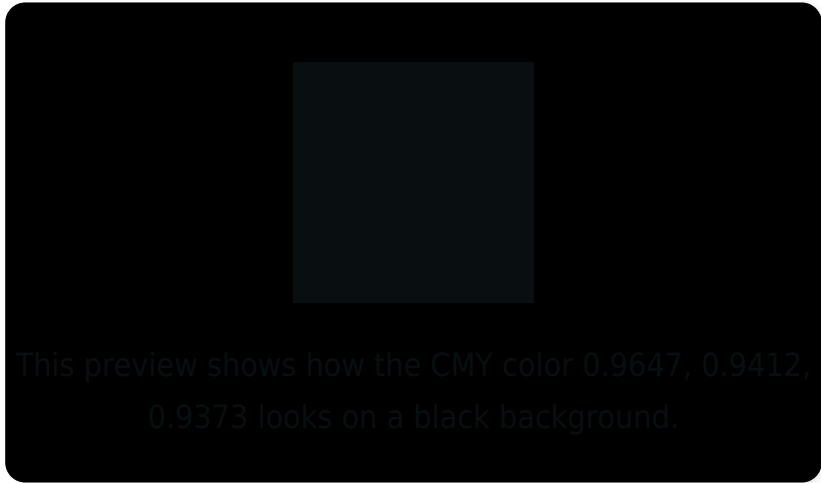 This preview shows how the CMY color 0.9647, 0.9412,
0.9373 looks on a black background.